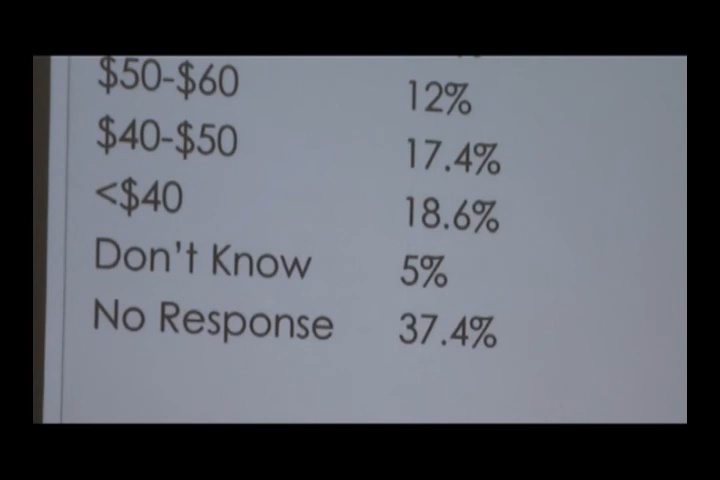 $50-$60 12%
$40-$50 17.4%
<$40 18.6%
Don't Know 5%
No Response 37.4%